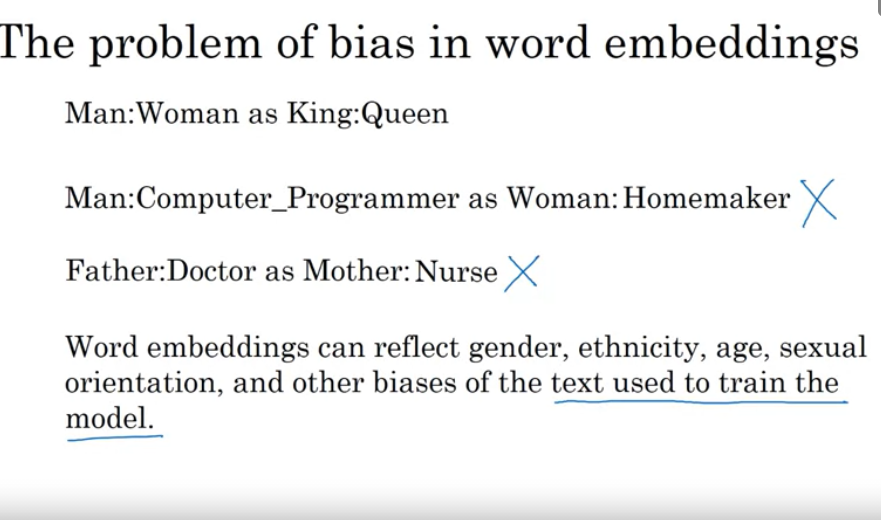 The problem of bias in word embeddings
Man:Woman as King:Queen
Man:Computer_Programmer as Woman:Homemaker
Father:Doctor as Mother:Nurse
Word embeddings can reflect gender, ethnicity, age, sexual
orientation, and other biases of the text used to train the
model.